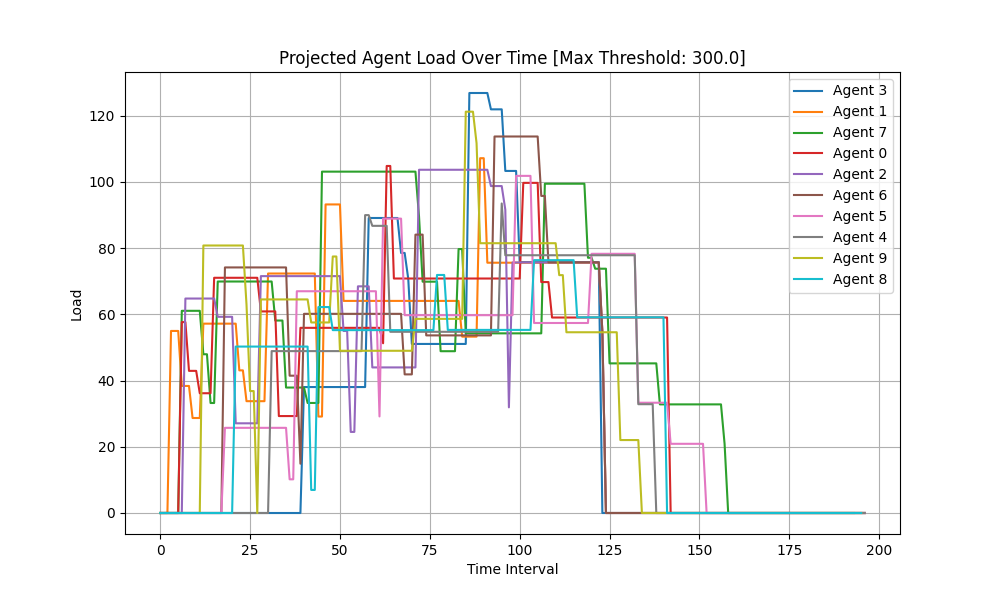 Projected Agent Load Over Time [Max Threshold: 300.0]
Load
120
100
80
60
40
20
0
0 25 50 75 100 125 150 175 200
Time Interval
Agent 3
Agent 1
Agent 7
Agent 0
Agent 2
Agent 6
Agent 5
Agent 4
Agent 9
Agent 8